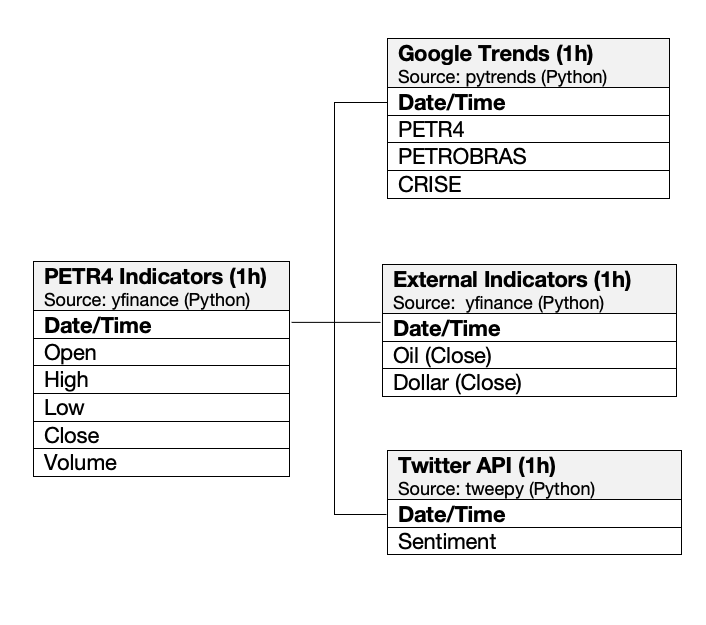 Google Trends (1h)
Source: pytrends (Python)
Date/Time
PETR4
PETROBRAS
CRISE
PETR4 Indicators (1h)
Source: yfinance (Python)
Date/Time
Open
High
Low
Close
Volume
External Indicators (1h)
Source:  yfinance (Python)
Date/Time
Oil (Close)
Dollar (Close)
Twitter API (1h)
Source: tweepy (Python)
Date/Time
Sentiment